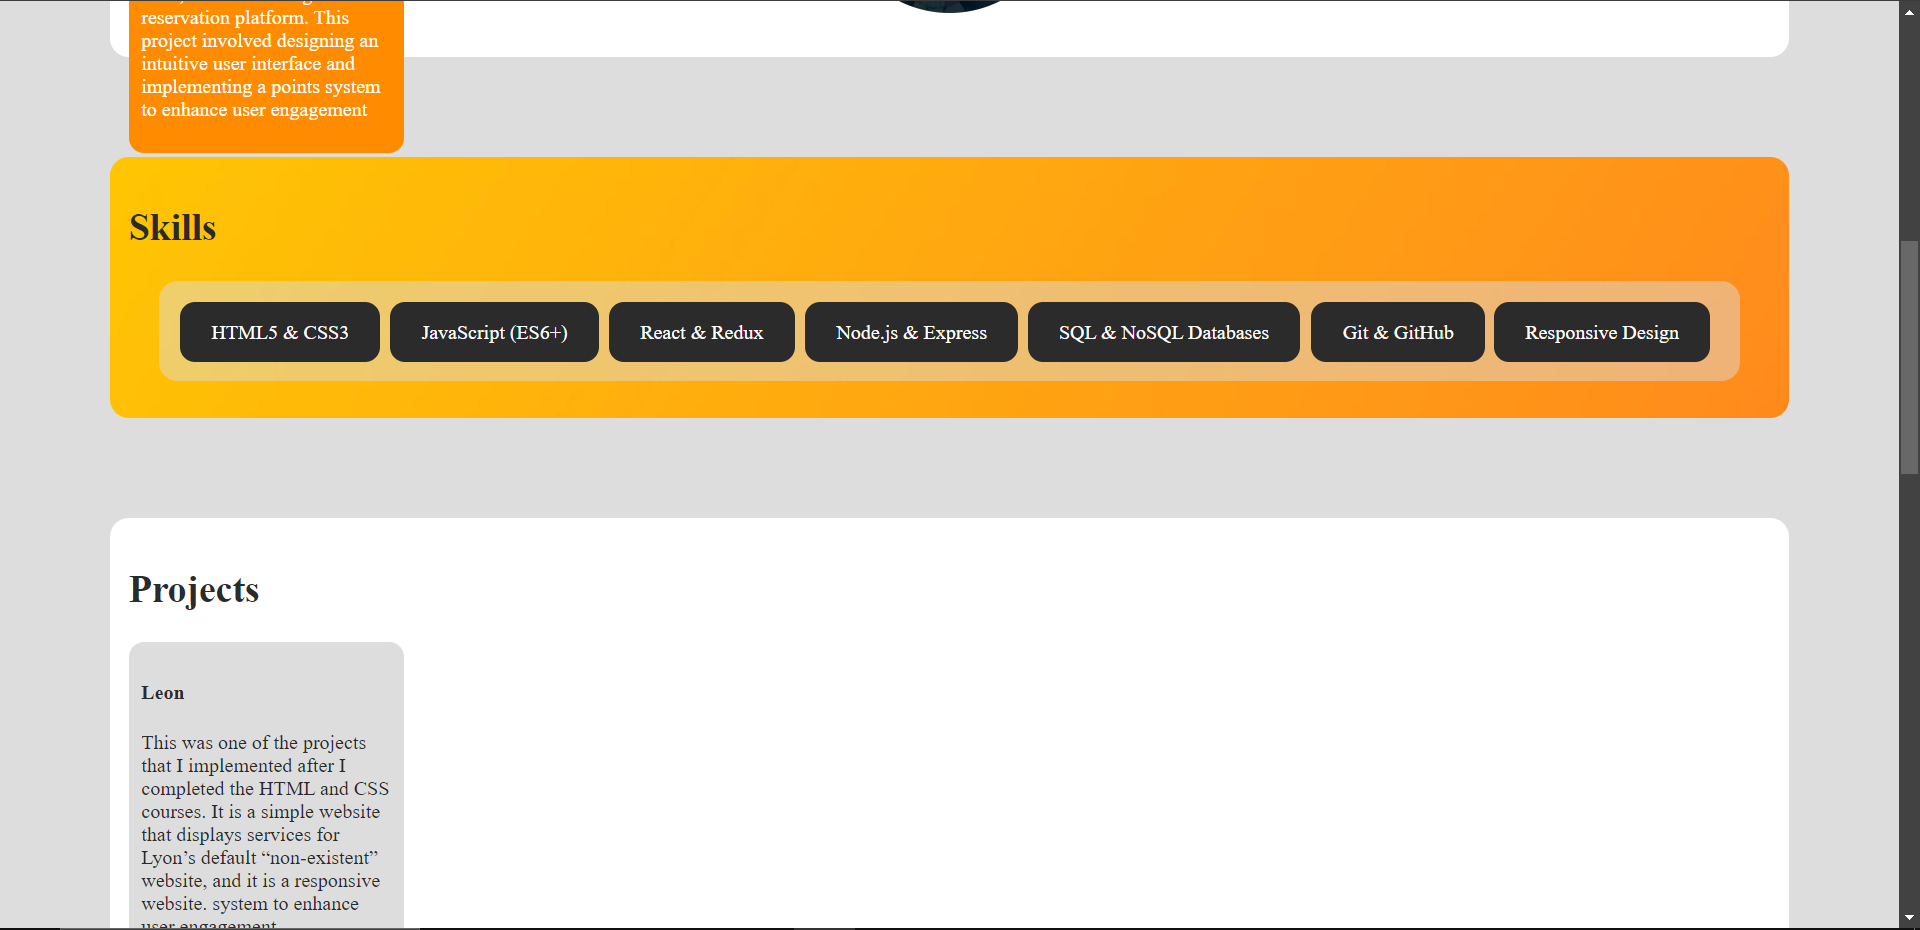 reservation platform. This
project involved designing an
intuitive user interface and
implementing a points system
to enhance user engagement
Skills
HTML5 & CSS3
JavaScript (ES6+)
React & Redux
Node.js & Express
SQL & NoSQL Databases
Git & GitHub
Responsive Design
Projects
Leon
This was one of the projects
that I implemented after I
completed the HTML and CSS
courses. It is a simple website
that displays services for
Lyon’s default “non-existent”
website, and it is a responsive
website. system to enhance
user engagement